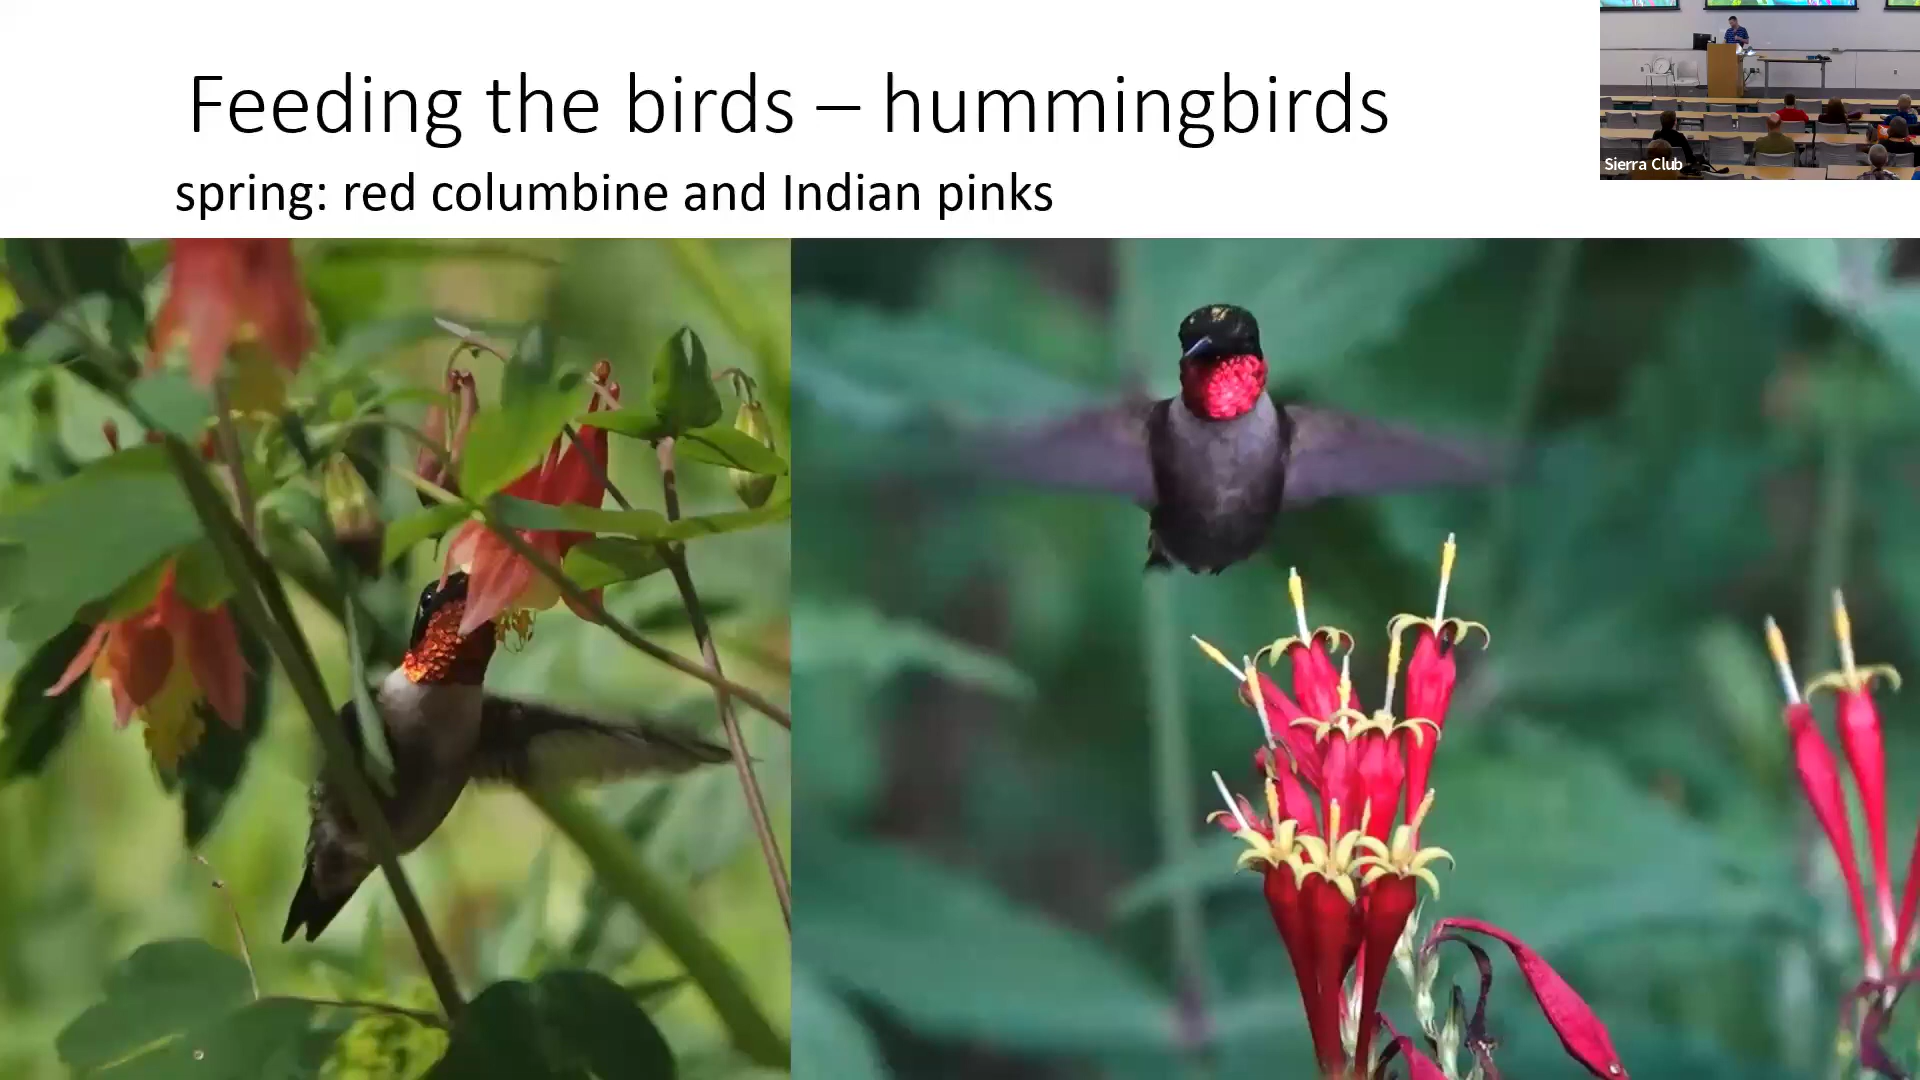 Feeding the birds – hummingbirds
spring: red columbine and Indian pinks
Sierra Club